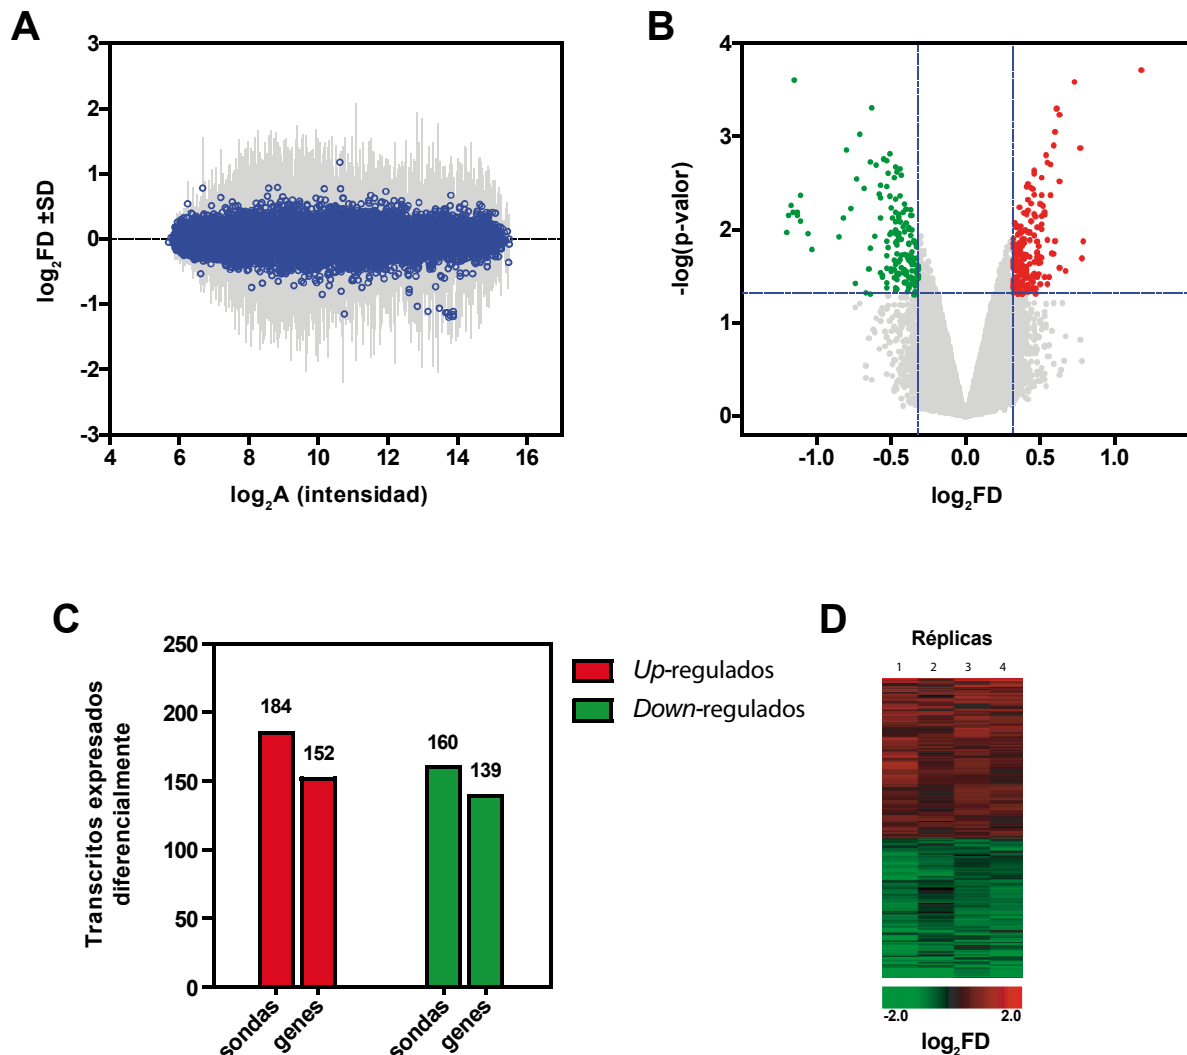 A
3
2
1
0
-1
-2
-3
log2FD ±SD
4 6 8 10 12 14 16
log2A (intensidad)
B
4
3
2
1
0
-log(p-valor)
-1.0 -0.5 0.0 0.5 1.0
log2FD
C
250
200
150
100
50
0
Transcritos expresados
diferencialmente
184
152
160
139
sondas genes sondas genes
Up-regulados
Down-regulados
D
Réplicas
1 2 3 4
-2.0 2.0
log2FD